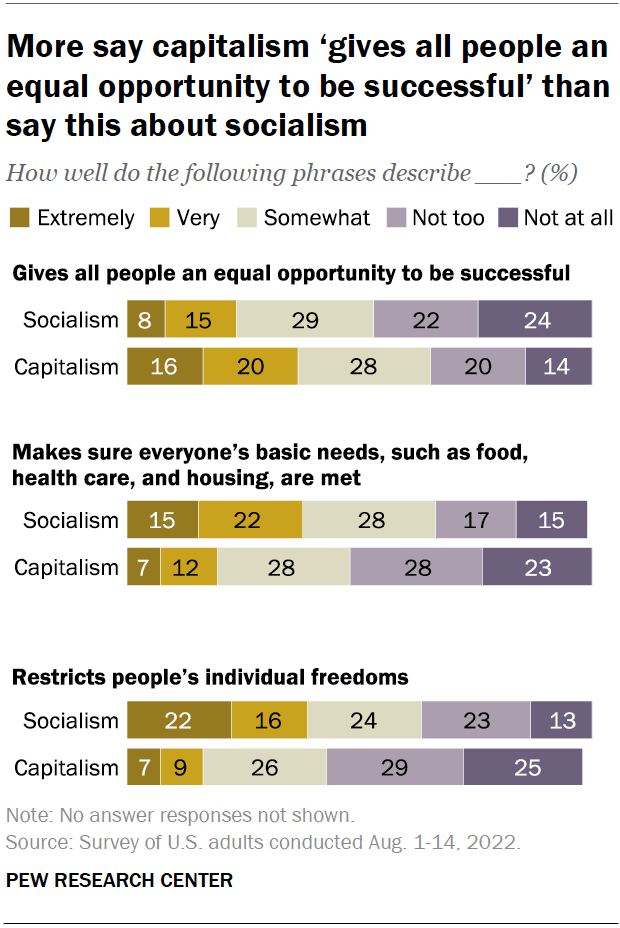 More say capitalism ‘gives all people an
equal opportunity to be successful’ than
say this about socialism
How well do the following phrases describe ___? (%)
Extremely Very Somewhat Not too Not at all
Gives all people an equal opportunity to be successful
Socialism 8 15 29 22 24
Capitalism 16 20 28 20 14
Makes sure everyone’s basic needs, such as food,
health care, and housing, are met
Socialism 15 22 28 17 15
Capitalism 7 12 28 28 23
Restricts people’s individual freedoms
Socialism 22 16 24 23 13
Capitalism 7 9 26 29 25
Note: No answer responses not shown.
Source: Survey of U.S. adults conducted Aug. 1-14, 2022.
PEW RESEARCH CENTER